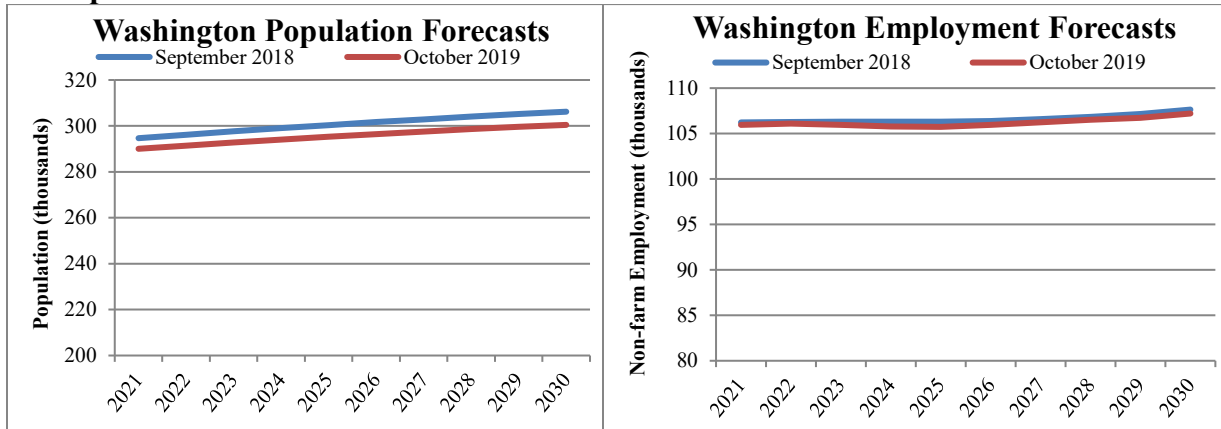 Washington Population Forecasts
September 2018 October 2019
Population (thousands)
320
300
280
260
240
220
200
2021 2022 2023 2024 2025 2026 2027 2028 2029 2030
Washington Employment Forecasts
September 2018 October 2019
Non-farm Employment (thousands)
110
105
100
95
90
85
80
2021 2022 2023 2024 2025 2026 2027 2028 2029 2030